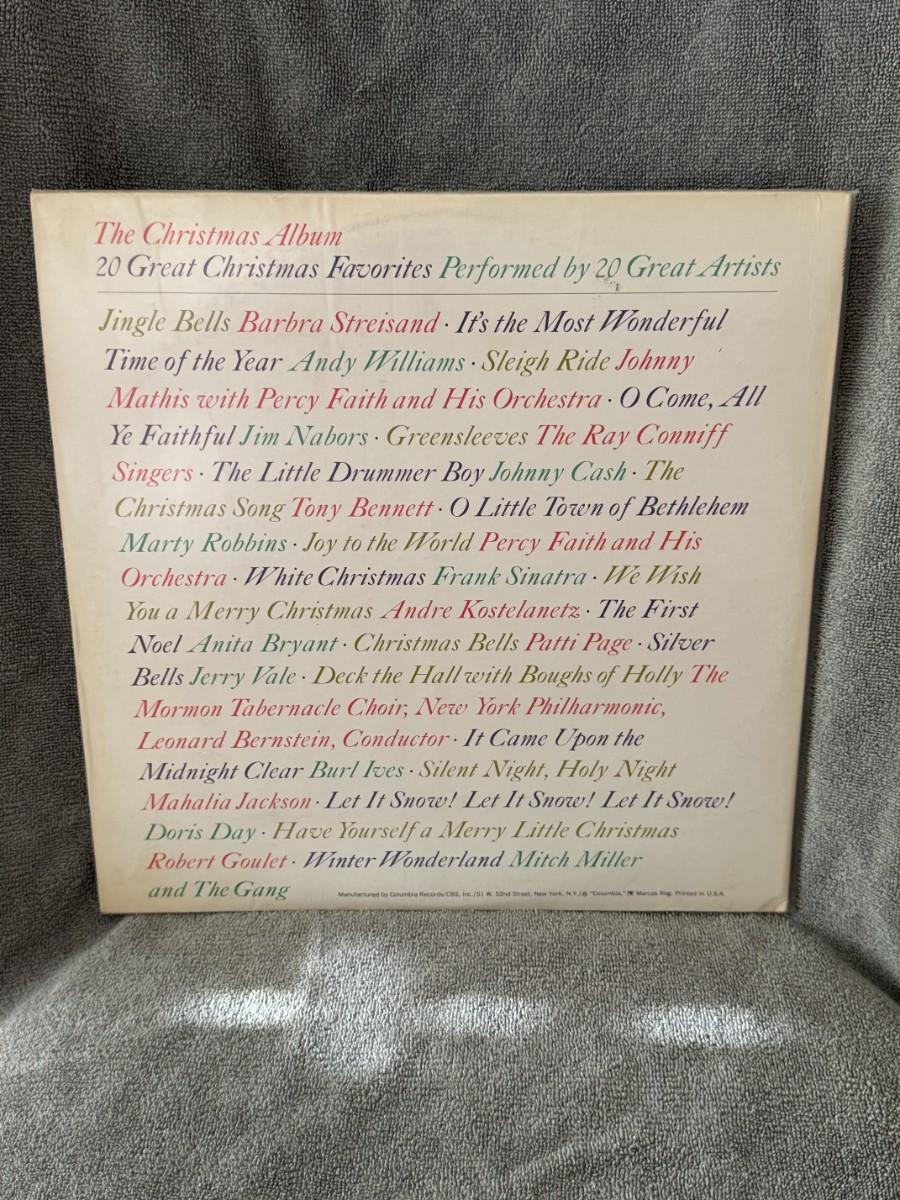 The Christmas Album
20 Great Christmas Favorites Performed by 20 Great Artists
Jingle Bells Barbra Streisand · It's the Most Wonderful
Time of the Year Andy Williams · Sleigh Ride Johnny
Mathis with Percy Faith and His Orchestra · O Come, All
Ye Faithful Jim Nabors · Greensleeves The Ray Conniff
Singers · The Little Drummer Boy Johnny Cash · The
Christmas Song Tony Bennett · O Little Town of Bethlehem
Marty Robbins · Joy to the World Percy Faith and His
Orchestra · White Christmas Frank Sinatra · We Wish
You a Merry Christmas Andre Kostelanetz · The First
Noel Anita Bryant · Christmas Bells Patti Page · Silver
Bells Jerry Vale · Deck the Hall with Boughs of Holly The
Mormon Tabernacle Choir, New York Philharmonic,
Leonard Bernstein, Conductor · It Came Upon the
Midnight Clear Burl Ives · Silent Night, Holy Night
Mahalia Jackson · Let It Snow! Let It Snow! Let It Snow!
Doris Day · Have Yourself a Merry Little Christmas
Robert Goulet · Winter Wonderland Mitch Miller
and The Gang
Manufactured by Columbia Records/CBS, Inc./51 W. 52nd Street, New York, N.Y./® "Columbia," Marcas Reg. Printed in U.S.A.